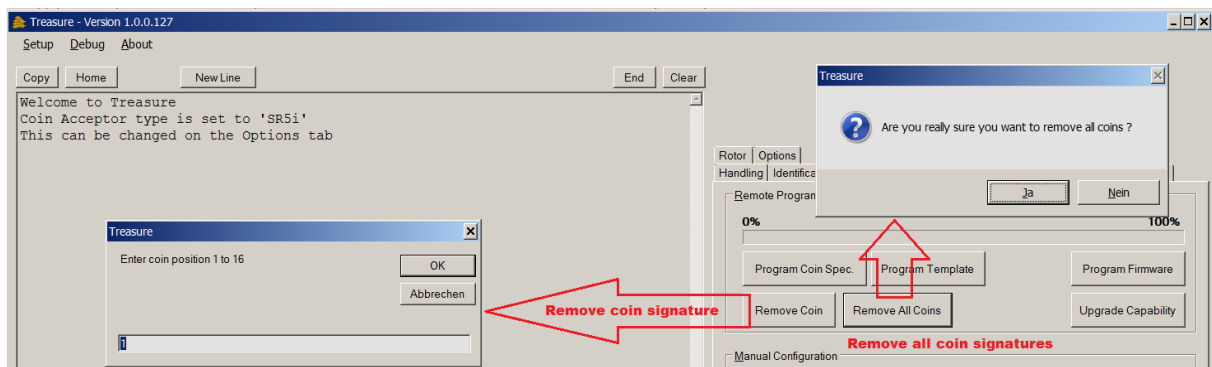 Treasure - Version 1.0.0.127
Setup Debug About
Copy Home New Line End Clear
Welcome to Treasure
Coin Acceptor type is set to 'SR5i'
This can be changed on the Options tab
Treasure
Enter coin position 1 to 16
OK
Abbrechen
1
Remove coin signature
Treasure
Are you really sure you want to remove all coins ?
Ja Nein
Rotor Options
Handling
Remote
0% 100%
Program Coin Spec. Program Template Program Firmware
Remove Coin Remove All Coins Upgrade Capability
Remove all coin signatures
Manual Configuration